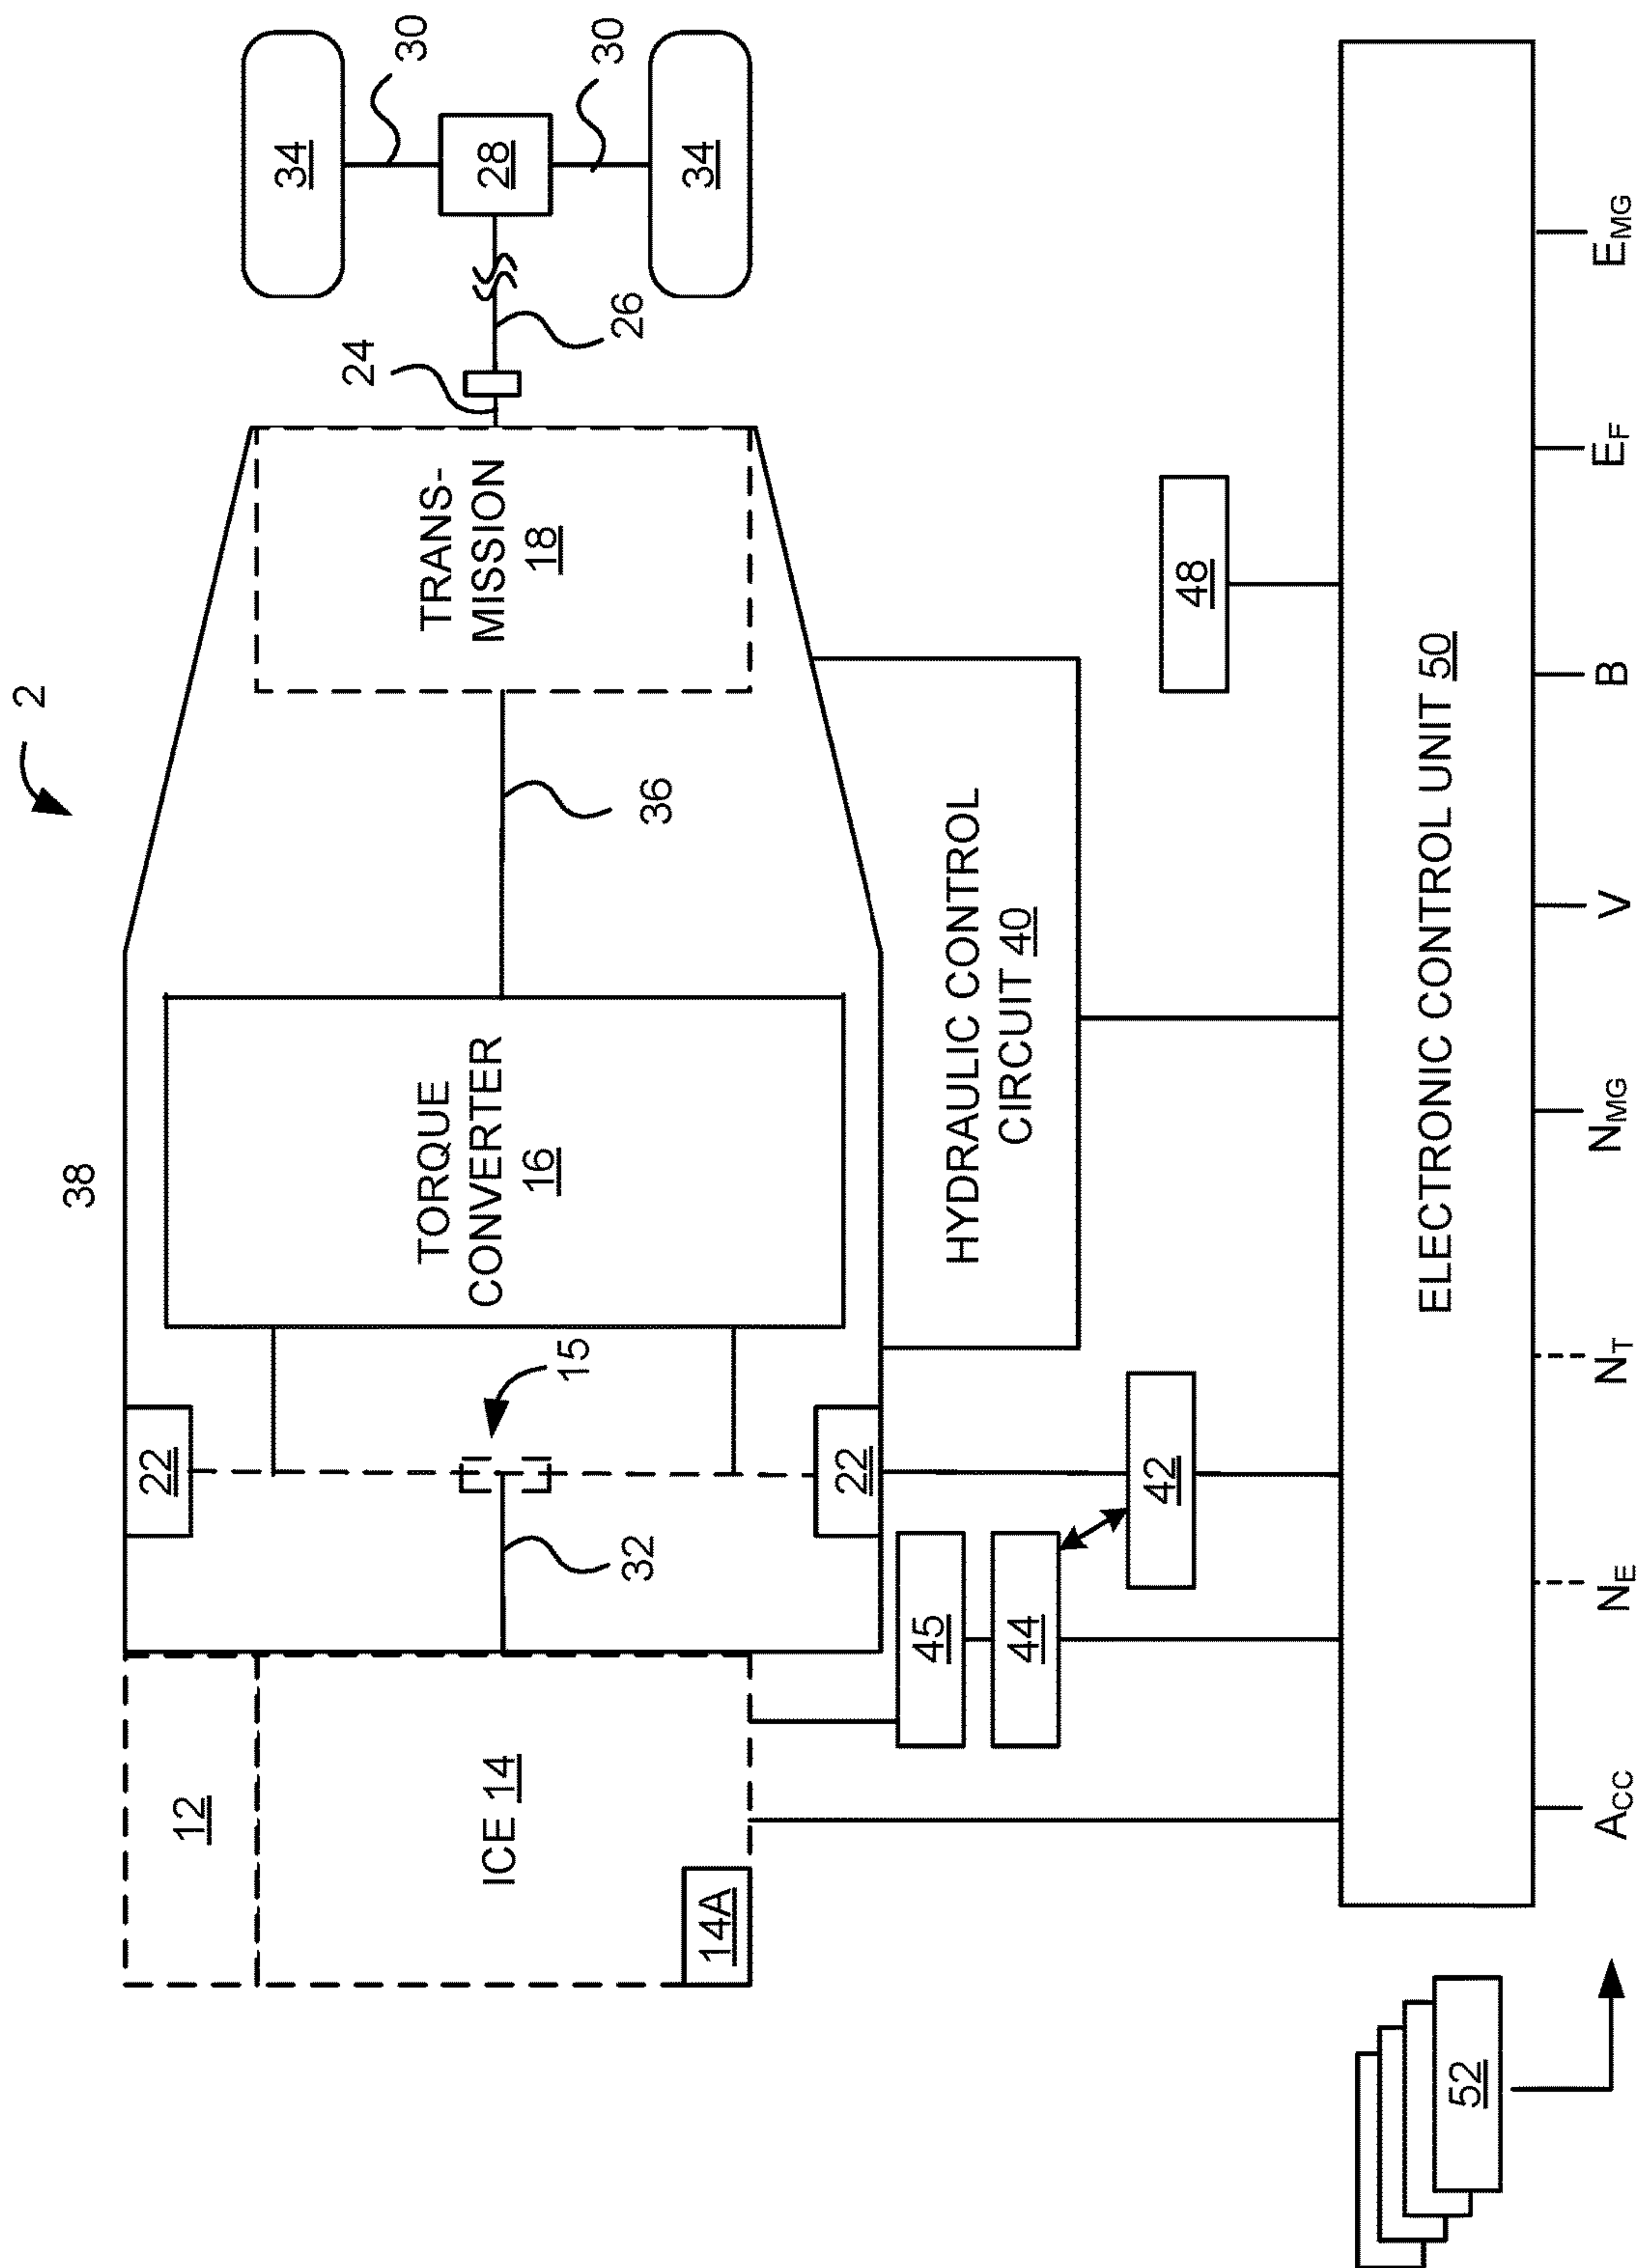 2
38
12
ICE 14
14A
22
32
15
22
TORQUE
CONVERTER
16
36
TRANS-
MISSION
18
24
26
28
30
30
34
34
HYDRAULIC CONTROL
CIRCUIT 40
45
44
42
48
ELECTRONIC CONTROL UNIT 50
52
ACC
NE
NT
NMG
V
B
EF
EMG